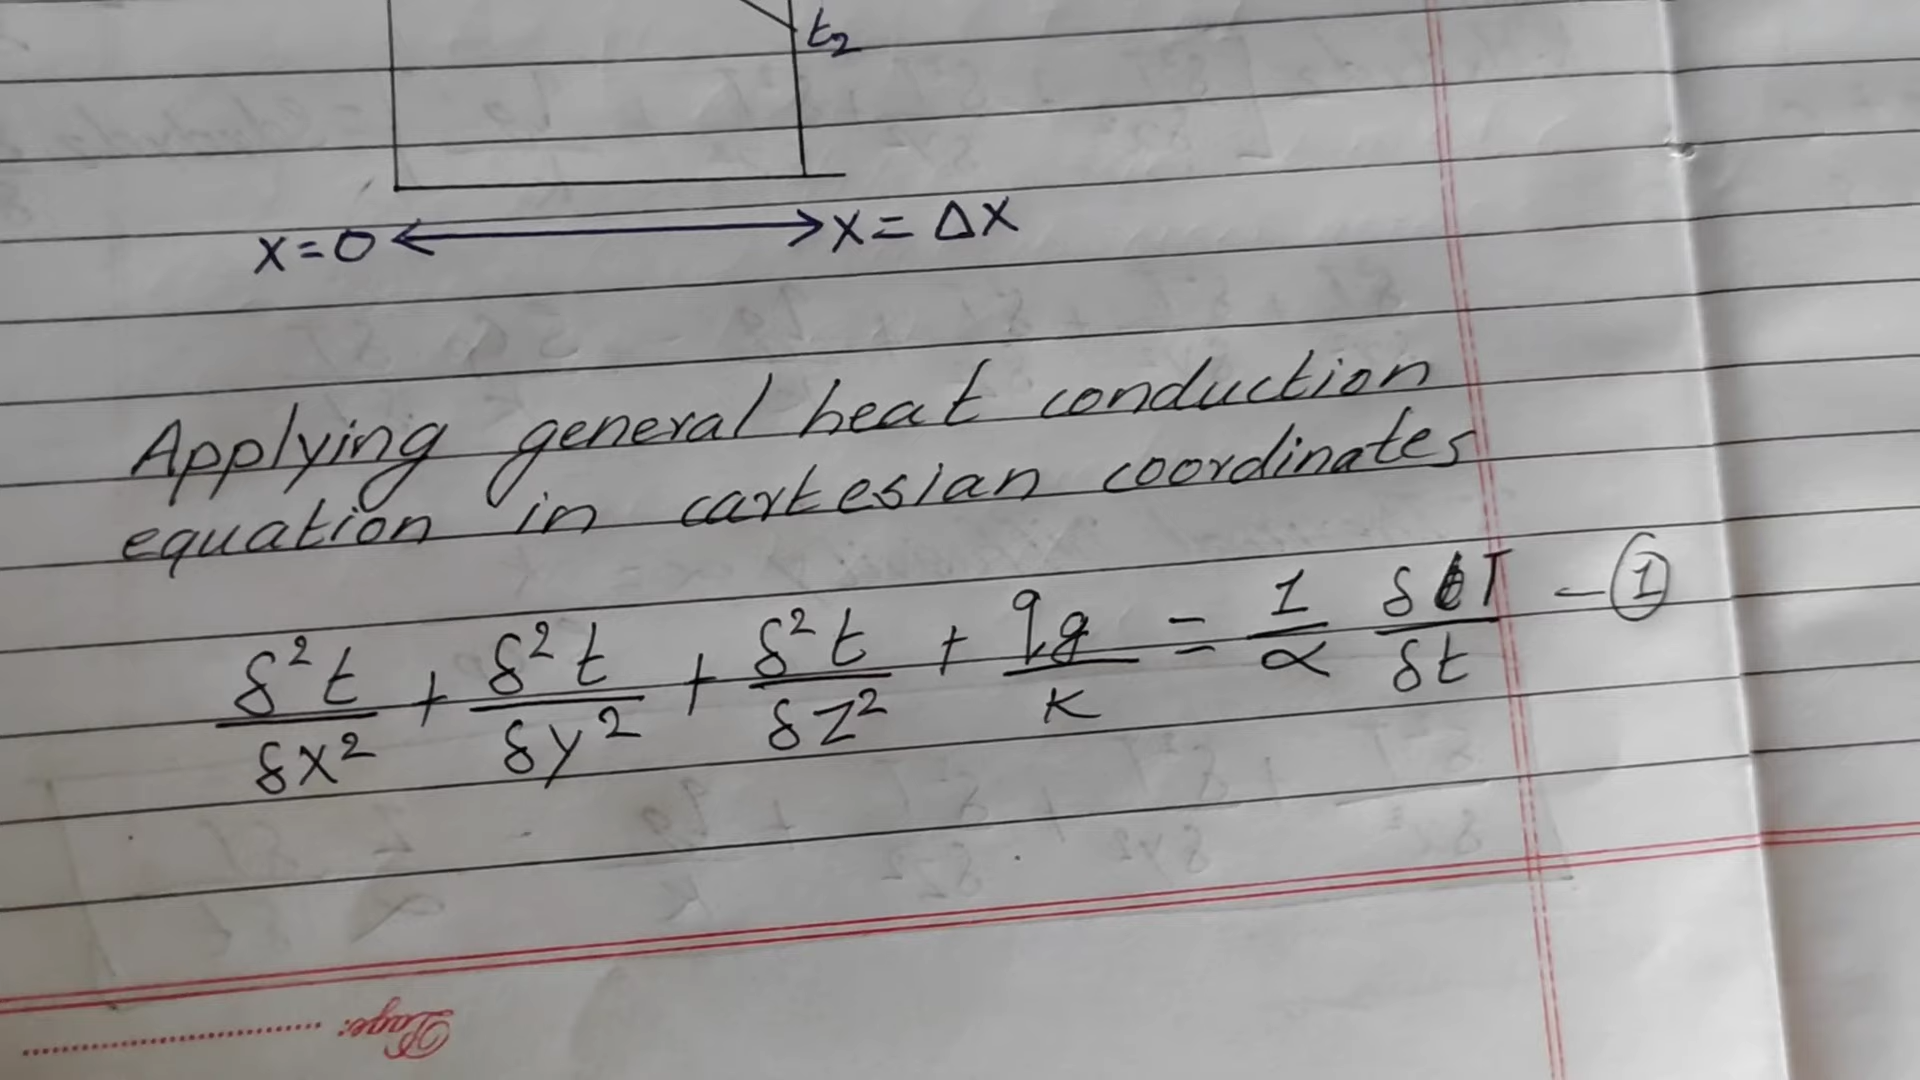 t₂
x=0 x= Δx
Applying general heat conduction
equation in cartesian coordinates
δ²t/δx² + δ²t/δy² + δ²t/δz² + qg/k = 1/α δT/δt - ①
Page: